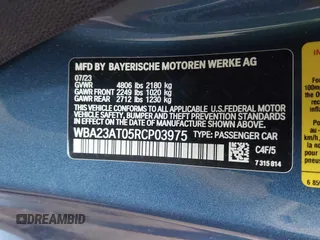 MFD BY BAYERISCHE MOTOREN WERKE AG
07/23
GVWR 4806 lbs 2180 kg
GAWR FRONT 2249 lbs 1020 kg
GAWR REAR 2712 lbs 1230 kg
THIS VEHICLE CONFORMS TO ALL APPLICABLE U.S. FEDERAL
MOTOR VEHICLE SAFETY, BUMPER, AND THEFT PREVENTION
STANDARDS IN EFFECT ON THE DATE OF MANUFACTURE SHOWN ABOVE.
WBA23AT05RCP03975 TYPE: PASSENGER CAR
C4F/5
7 315 814
DREAMBID